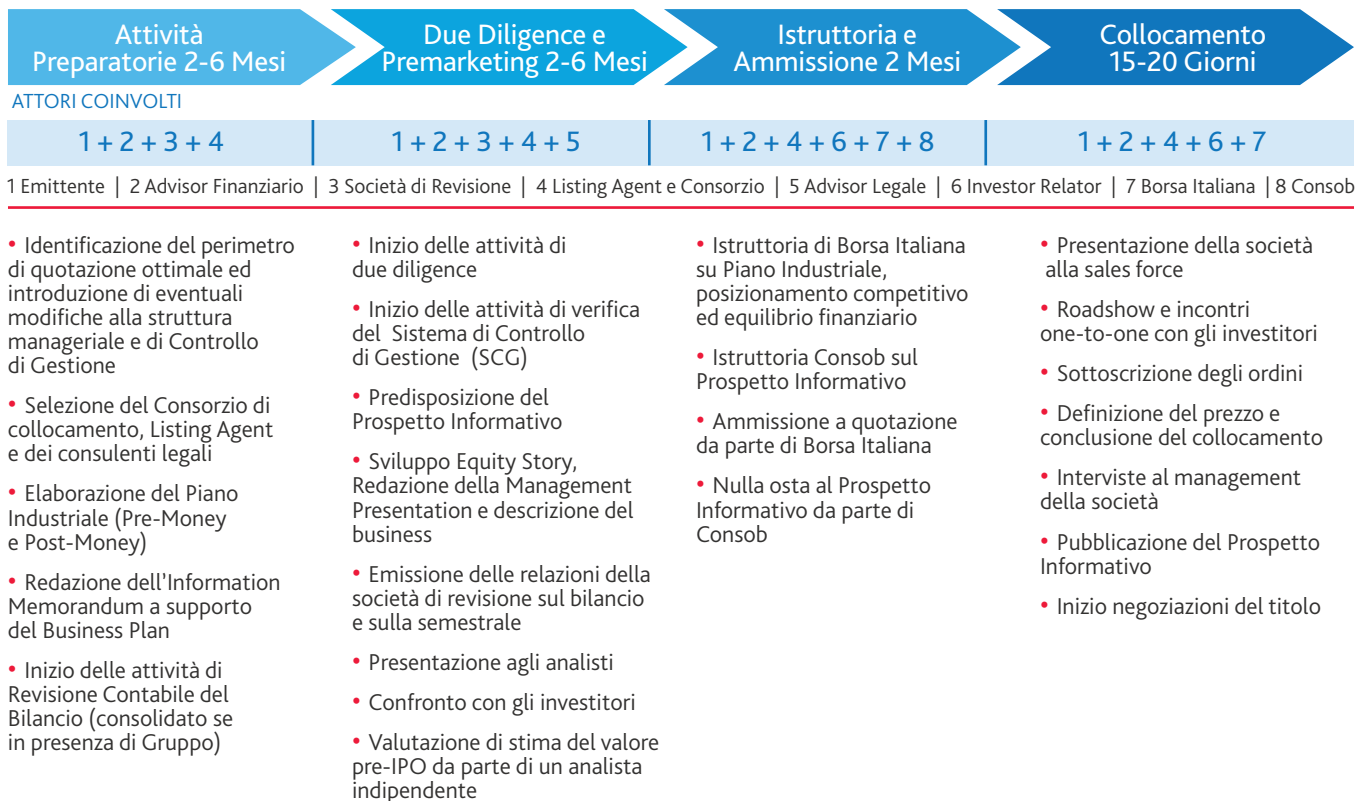 Attività
Preparatorie 2-6 Mesi
Due Diligence e
Premarketing 2-6 Mesi
Istruttoria e
Ammissione 2 Mesi
Collocamento
15-20 Giorni
ATTORI COINVOLTI
1 + 2 + 3 + 4
1 + 2 + 3 + 4 + 5
1 + 2 + 4 + 6 + 7 + 8
1 + 2 + 4 + 6 + 7
1 Emittente | 2 Advisor Finanziario | 3 Società di Revisione | 4 Listing Agent e Consorzio | 5 Advisor Legale | 6 Investor Relator | 7 Borsa Italiana | 8 Consob
• Identificazione del perimetro
di quotazione ottimale ed
introduzione di eventuali
modifiche alla struttura
manageriale e di Controllo
di Gestione
• Selezione del Consorzio di
collocamento, Listing Agent
e dei consulenti legali
• Elaborazione del Piano
Industriale (Pre-Money
e Post-Money)
• Redazione dell'Information
Memorandum a supporto
del Business Plan
• Inizio delle attività di
Revisione Contabile del
Bilancio (consolidato se
in presenza di Gruppo)
• Inizio delle attività di
due diligence
• Inizio delle attività di verifica
del Sistema di Controllo
di Gestione (SCG)
• Predisposizione del
Prospetto Informativo
• Sviluppo Equity Story,
Redazione della Management
Presentation e descrizione del
business
• Emissione delle relazioni della
società di revisione sul bilancio
e sulla semestrale
• Presentazione agli analisti
• Confronto con gli investitori
• Valutazione di stima del valore
pre-IPO da parte di un analista
indipendente
• Istruttoria di Borsa Italiana
su Piano Industriale,
posizionamento competitivo
ed equilibrio finanziario
• Istruttoria Consob sul
Prospetto Informativo
• Ammissione a quotazione
da parte di Borsa Italiana
• Nulla osta al Prospetto
Informativo da parte di
Consob
• Presentazione della società
alla sales force
• Roadshow e incontri
one-to-one con gli investitori
• Sottoscrizione degli ordini
• Definizione del prezzo e
conclusione del collocamento
• Interviste al management
della società
• Pubblicazione del Prospetto
Informativo
• Inizio negoziazioni del titolo